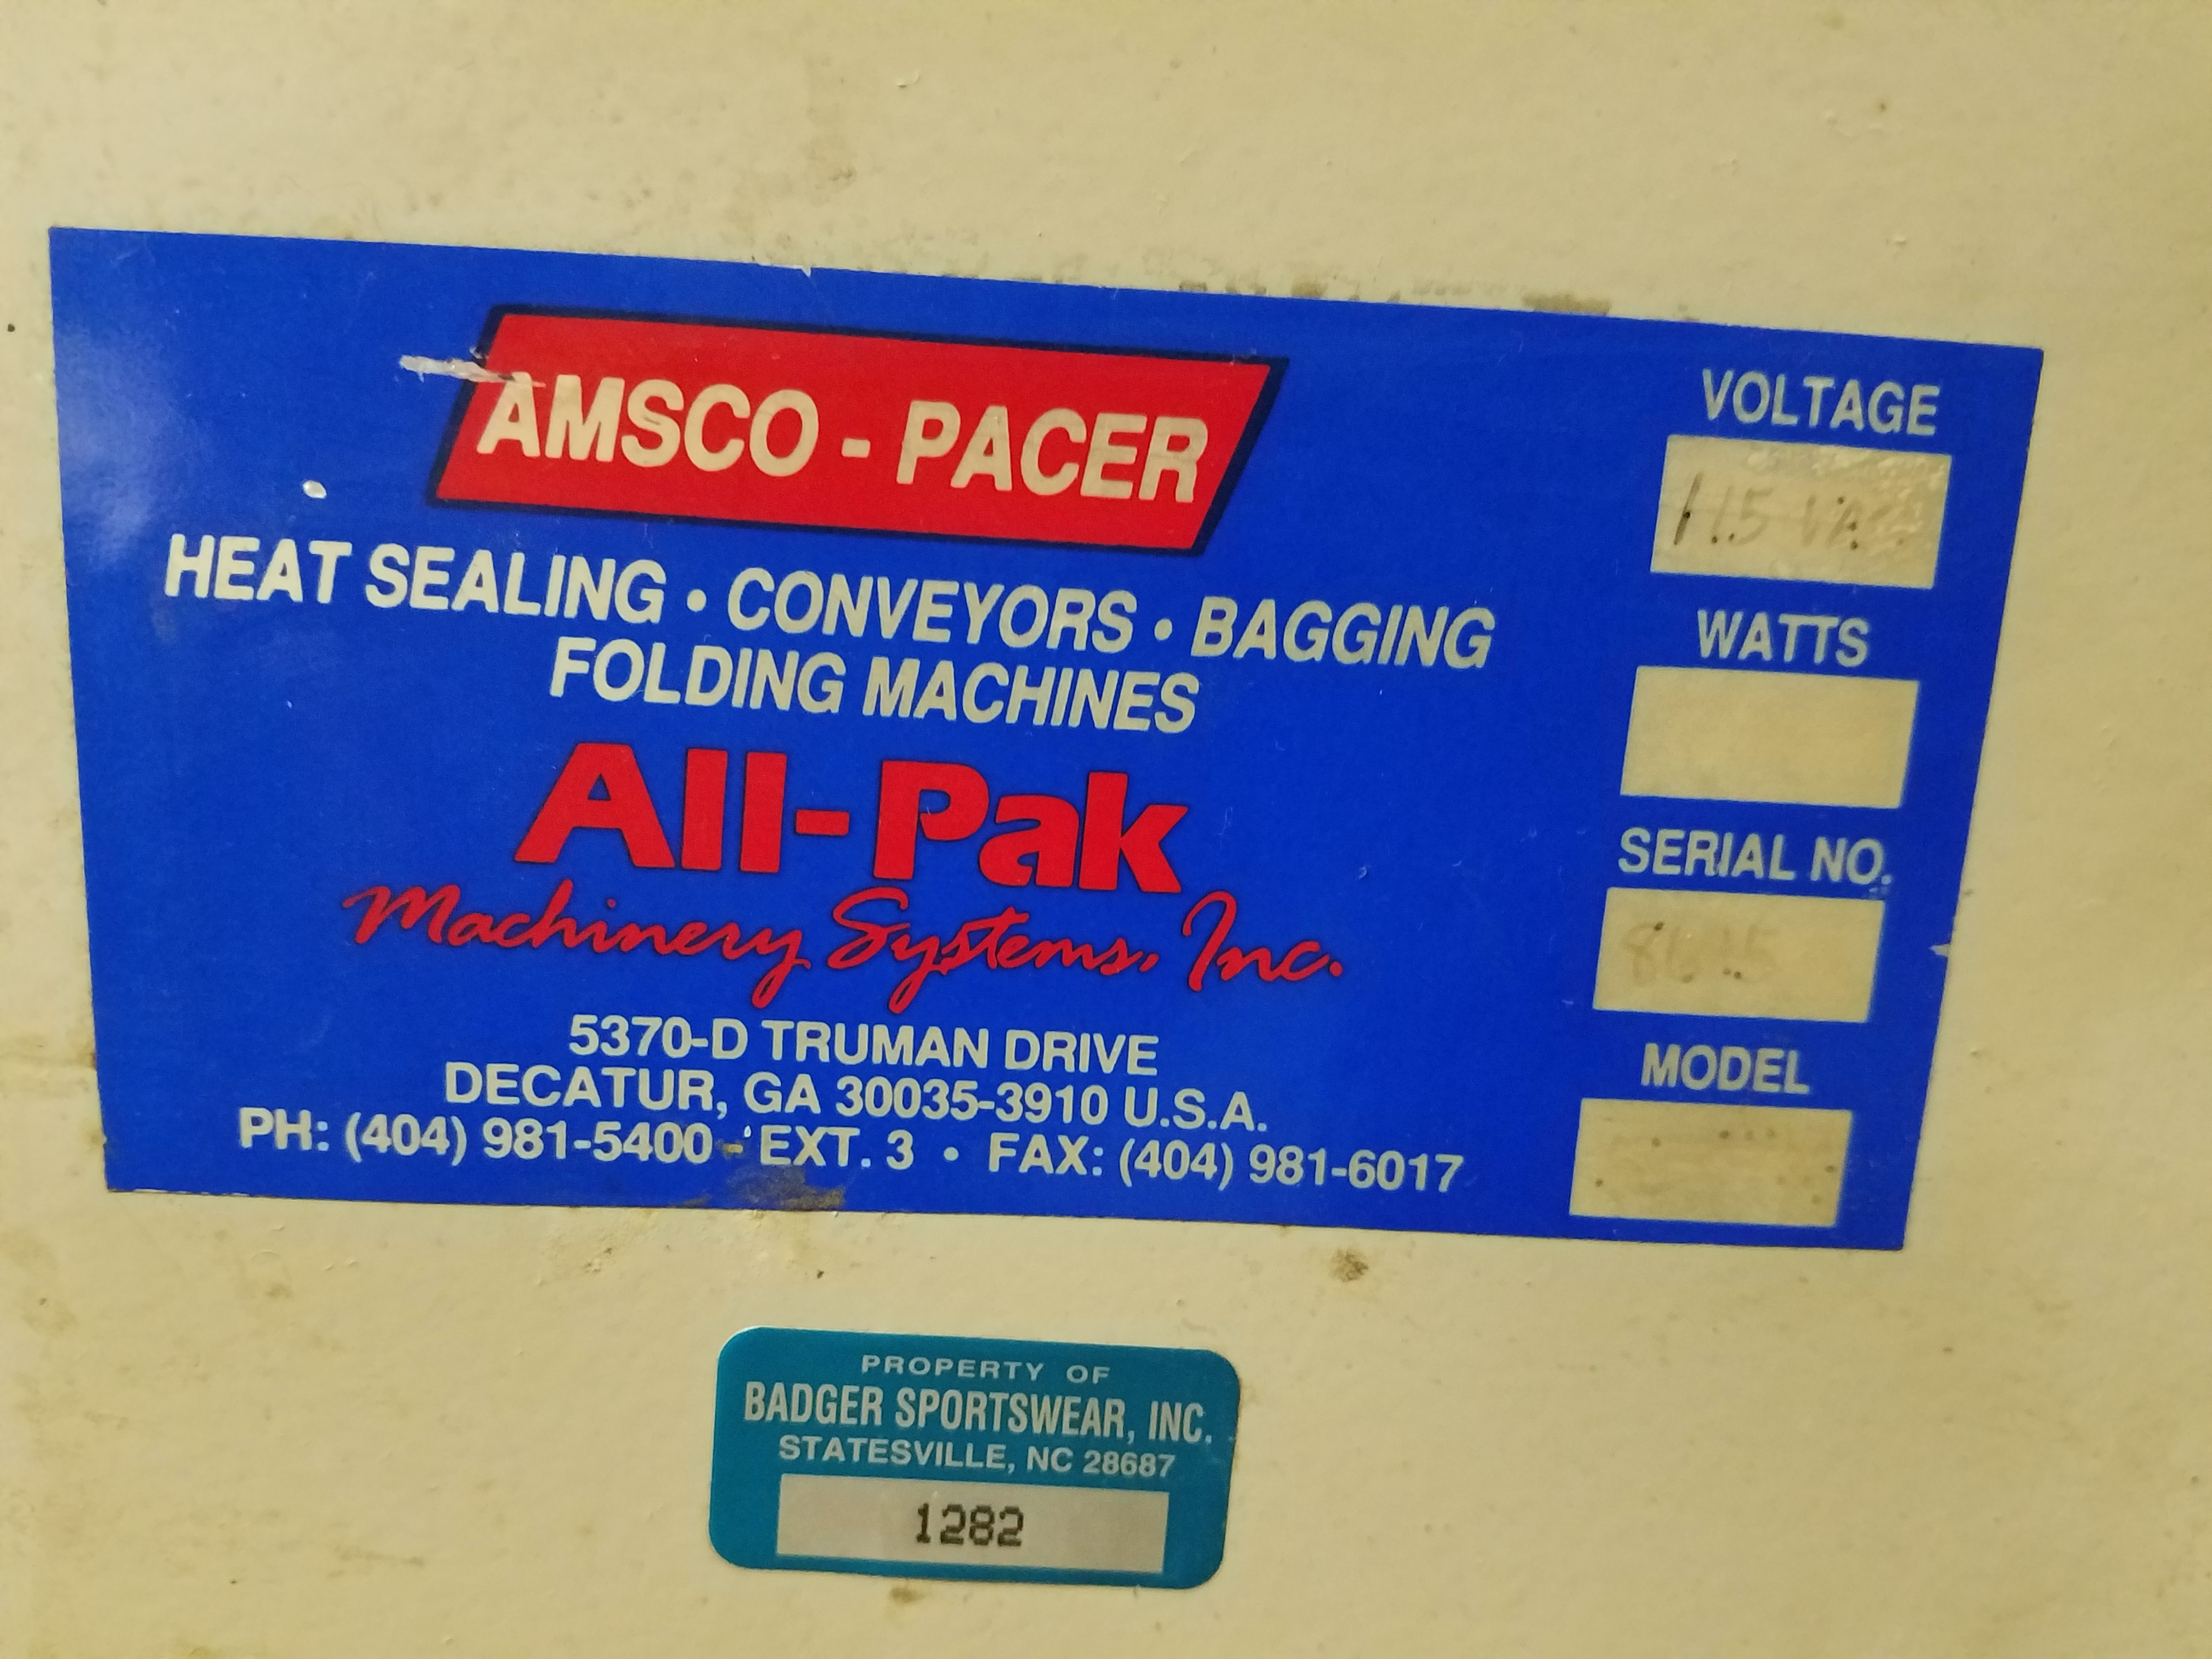 AMSCO - PACER
HEAT SEALING • CONVEYORS • BAGGING
FOLDING MACHINES
All-Pak
Machinery Systems, Inc.
5370-D TRUMAN DRIVE
DECATUR, GA 30035-3910 U.S.A.
PH: (404) 981-5400 - EXT. 3 • FAX: (404) 981-6017
VOLTAGE
115
WATTS
SERIAL NO.
MODEL
PROPERTY OF
BADGER SPORTSWEAR, INC.
STATESVILLE, NC 28687
1282